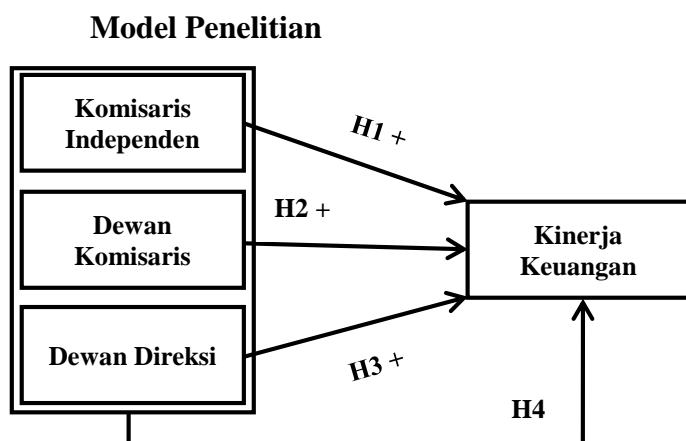 Model Penelitian
Komisaris
Independen
H1 +
Dewan
Komisaris
H2 +
Kinerja
Keuangan
Dewan Direksi
H3 +
H4